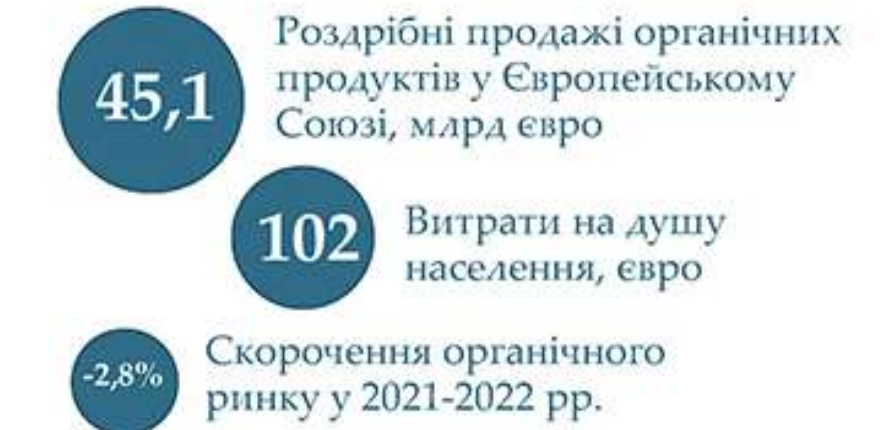 45,1
Роздрібні продажі органічних
продуктів у Європейському
Союзі, млрд євро
102
Витрати на душу
населення, євро
-2,8%
Скорочення органічного
ринку у 2021-2022 рр.